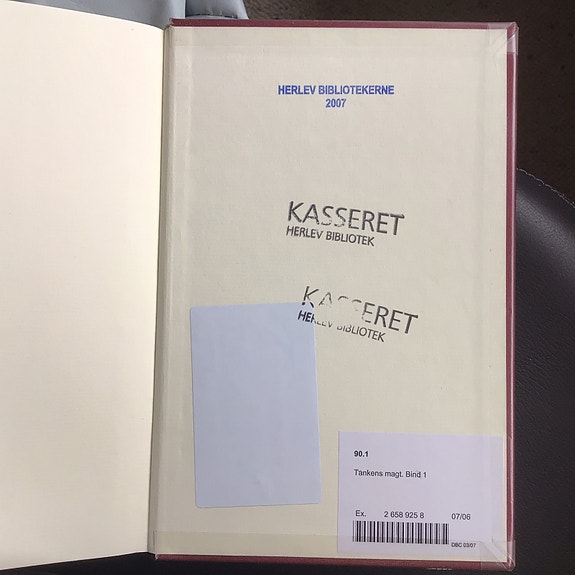 HERLEV BIBLIOTEKERNE
2007
KASSERET
HERLEV BIBLIOTEK
KASSERET
HERLEV BIBLIOTEK
90.1
Tankens magt. Bind 1
Ex. 2 658 925 8 07/06
DBC 03/07